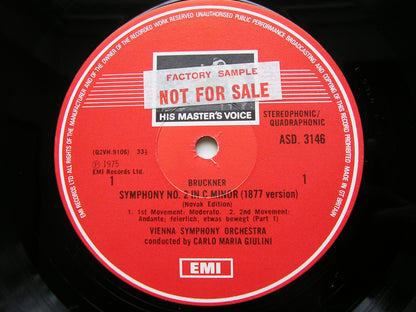 ALL RIGHTS OF THE MANUFACTURER AND OF THE OWNER OF THE RECORDED WORK RESERVED UNAUTHORISED PUBLIC PERFORMANCE BROADCASTING AND COPYING OF THIS RECORD PROHIBITED
FACTORY SAMPLE
NOT FOR SALE
HIS MASTER'S VOICE
STEREOPHONIC/
QUADRAPHONIC
ASD. 3146
(Q2VH.9106) 33⅓
Ⓟ 1975
EMI Records Ltd.
1
1
BRUCKNER
SYMPHONY NO. 2 IN C MINOR (1877 version)
(Novak Edition)
1. 1st Movement: Moderato. 2. 2nd Movement:
Andante; feierlich, etwas bewegt (Part 1)
VIENNA SYMPHONY ORCHESTRA
conducted by CARLO MARIA GIULINI
EMI
EMI RECORDS LTD
MADE IN GT BRITAIN